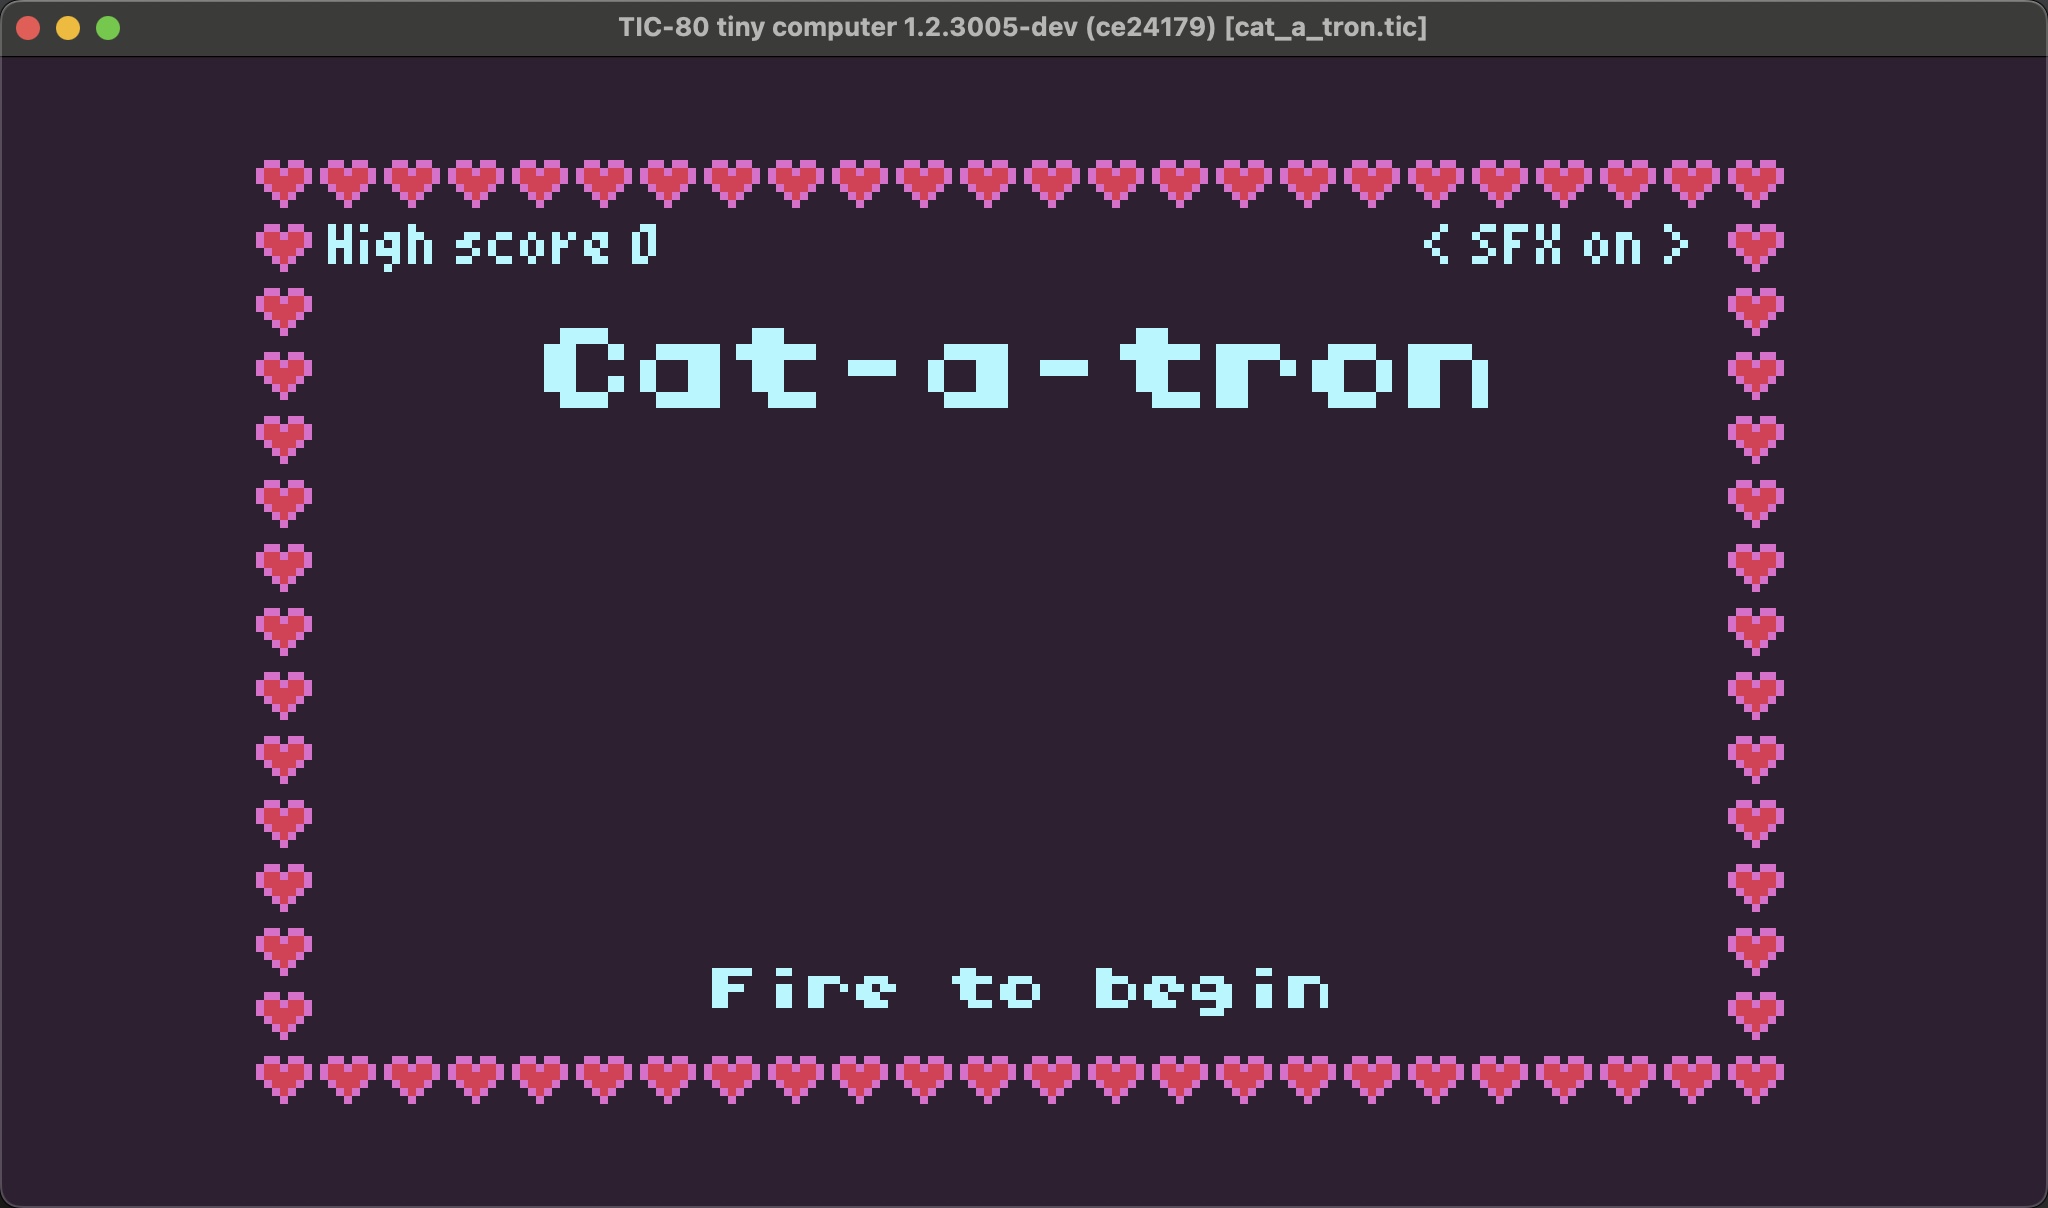 TIC-80 tiny computer 1.2.3005-dev (ce24179) [cat_a_tron.tic]
High score 0
< SFX on >
Cat-a-tron
Fire to begin